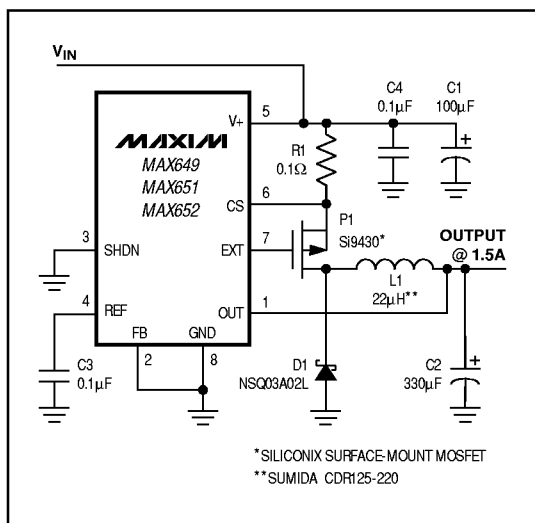 VIN
C4
0.1µF
C1
100µF
+
5
V+
MAXIM
MAX649
MAX651
MAX652
R1
0.1Ω
6
CS
P1
Si9430*
3
SHDN
EXT
7
OUTPUT
@ 1.5A
4
REF
L1
22µH**
OUT
1
FB
GND
2
8
C3
0.1µF
D1
NSQ03A02L
+
C2
330µF
*SILICONIX SURFACE-MOUNT MOSFET
**SUMIDA CDR125-220